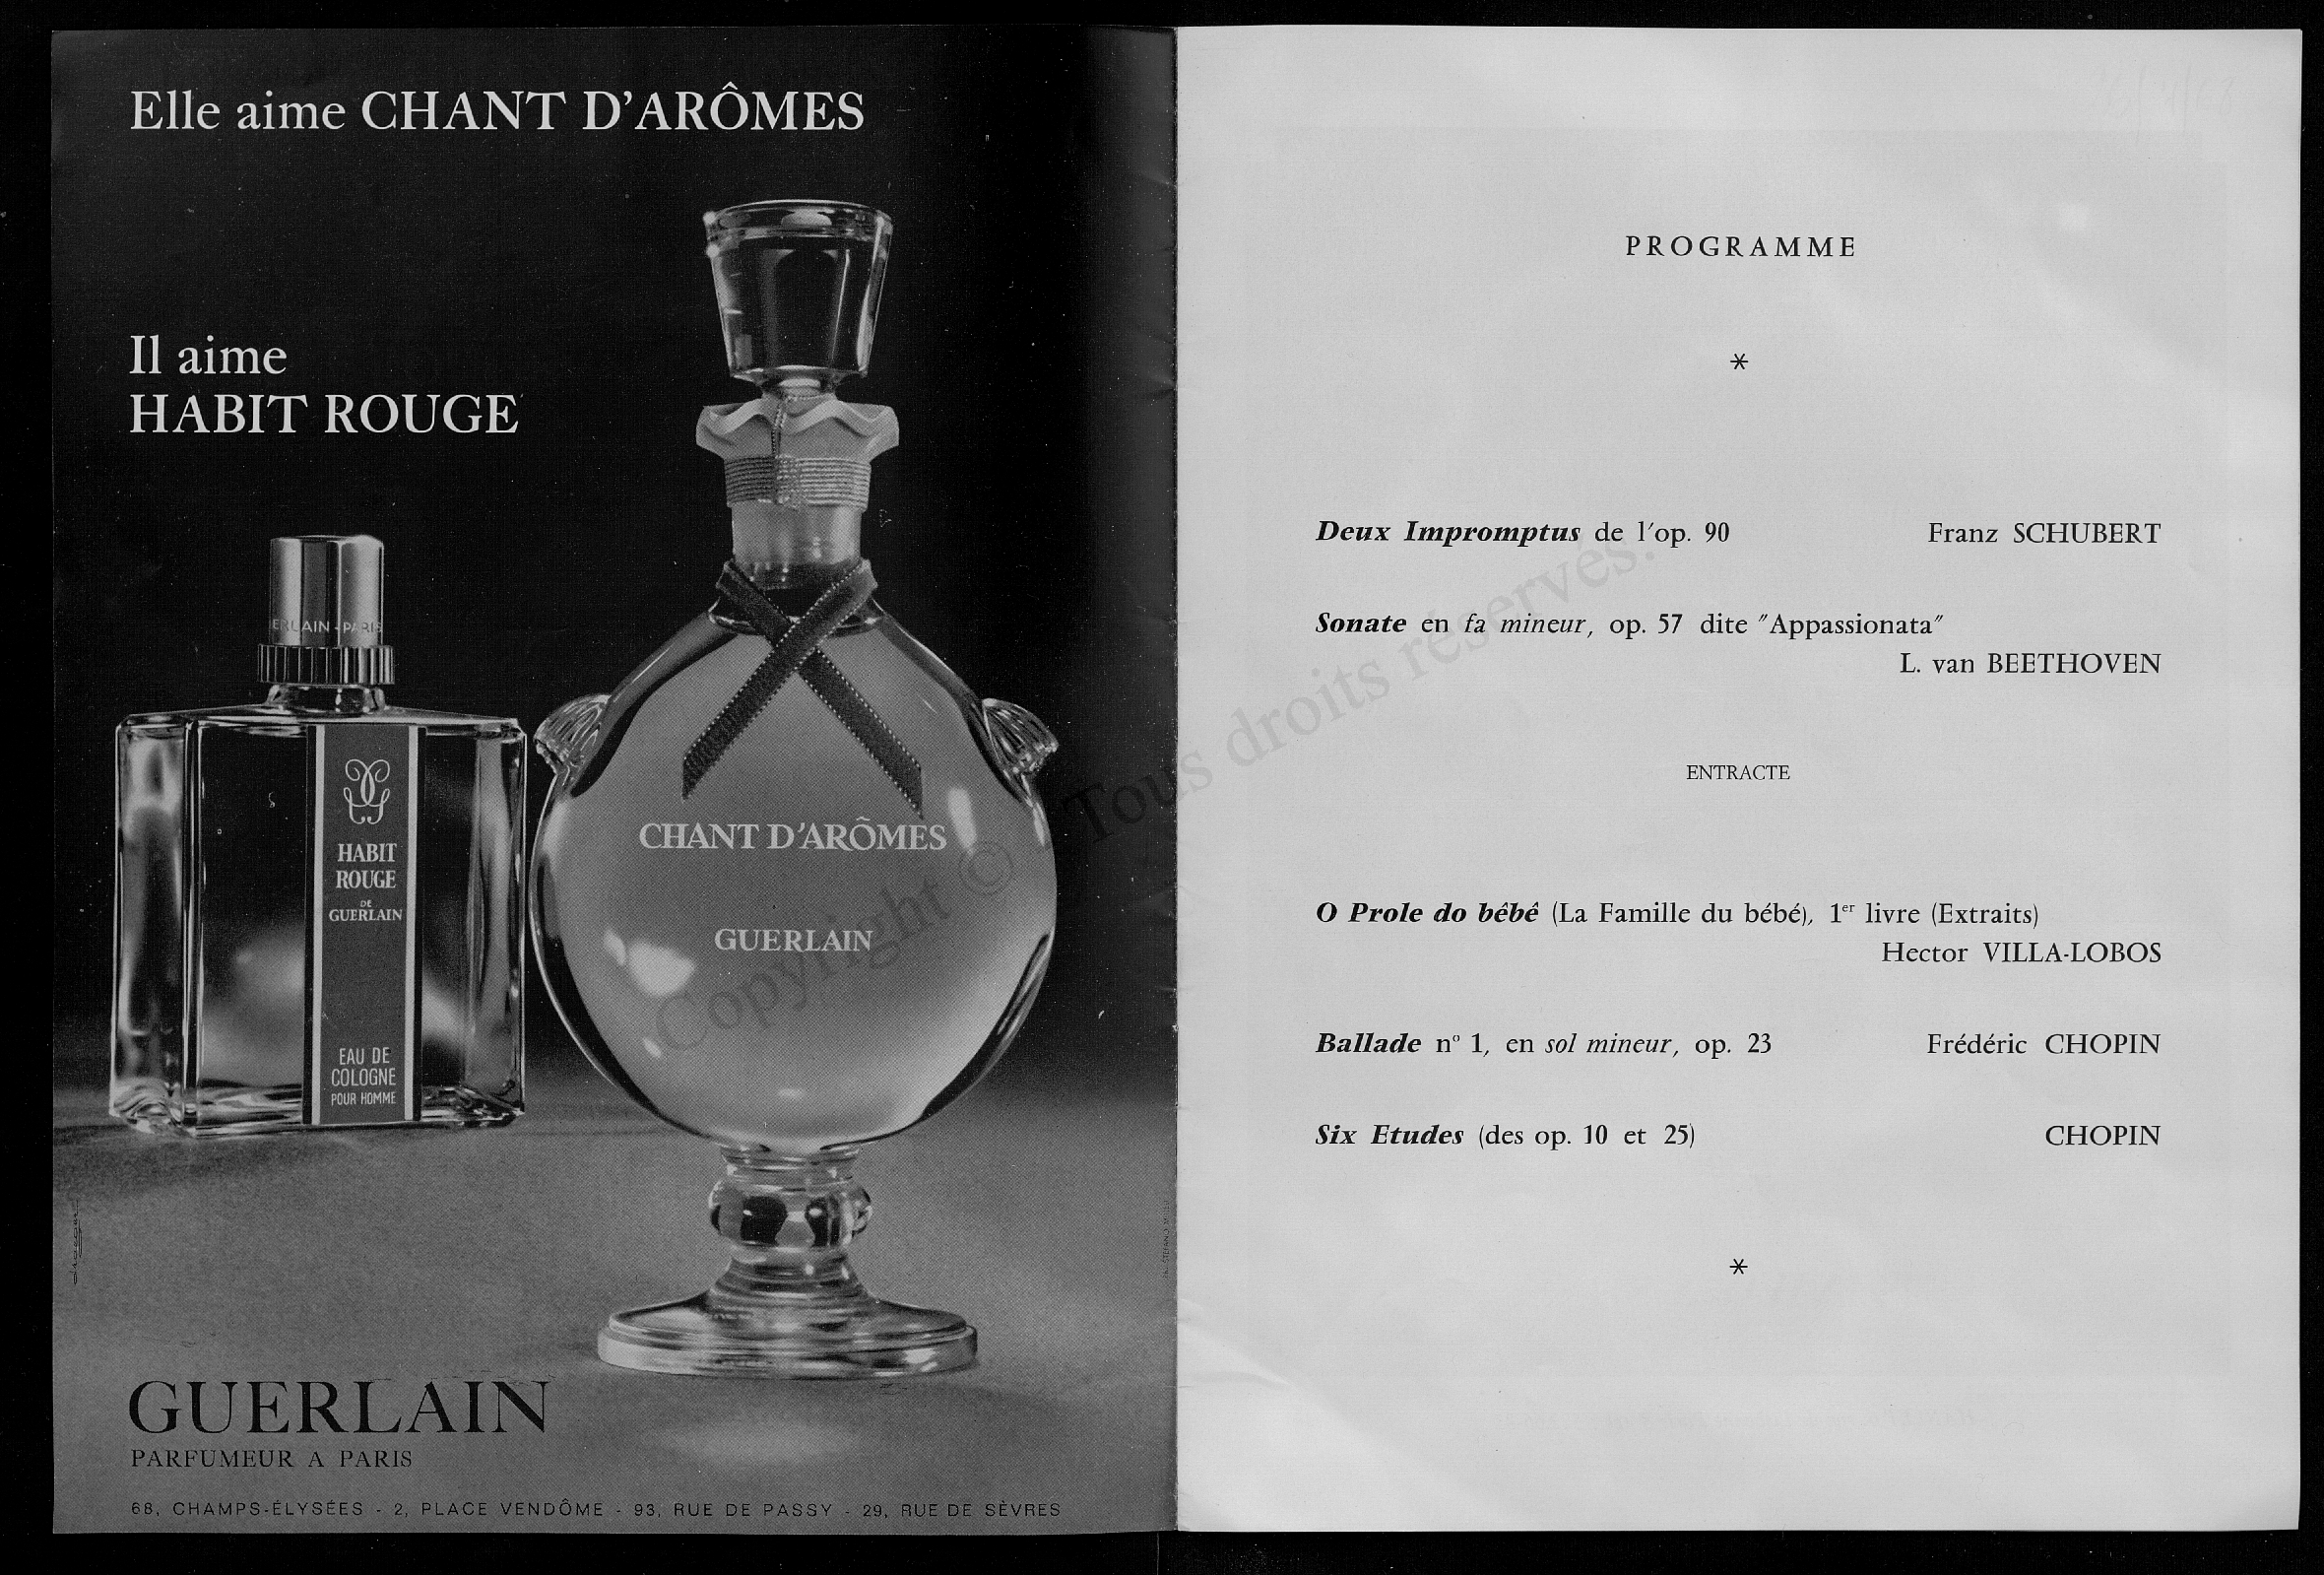 Elle aime CHANT D'ARÔMES
Il aime
HABIT ROUGE
GUERLAIN - PARIS
HABIT
ROUGE
DE
GUERLAIN
EAU DE
COLOGNE
POUR HOMME
CHANT D'ARÔMES
GUERLAIN
GUERLAIN
PARFUMEUR A PARIS
68, CHAMPS-ÉLYSÉES - 2, PLACE VENDÔME - 93, RUE DE PASSY - 29, RUE DE SÈVRES
Copyright © Tous droits réservés.
PROGRAMME
*
Deux Impromptus de l'op. 90 Franz SCHUBERT
Sonate en fa mineur, op. 57 dite "Appassionata"
L. van BEETHOVEN
ENTRACTE
O Prole do bêbê (La Famille du bébé), 1er livre (Extraits)
Hector VILLA-LOBOS
Ballade nº 1, en sol mineur, op. 23 Frédéric CHOPIN
Six Etudes (des op. 10 et 25) CHOPIN
*